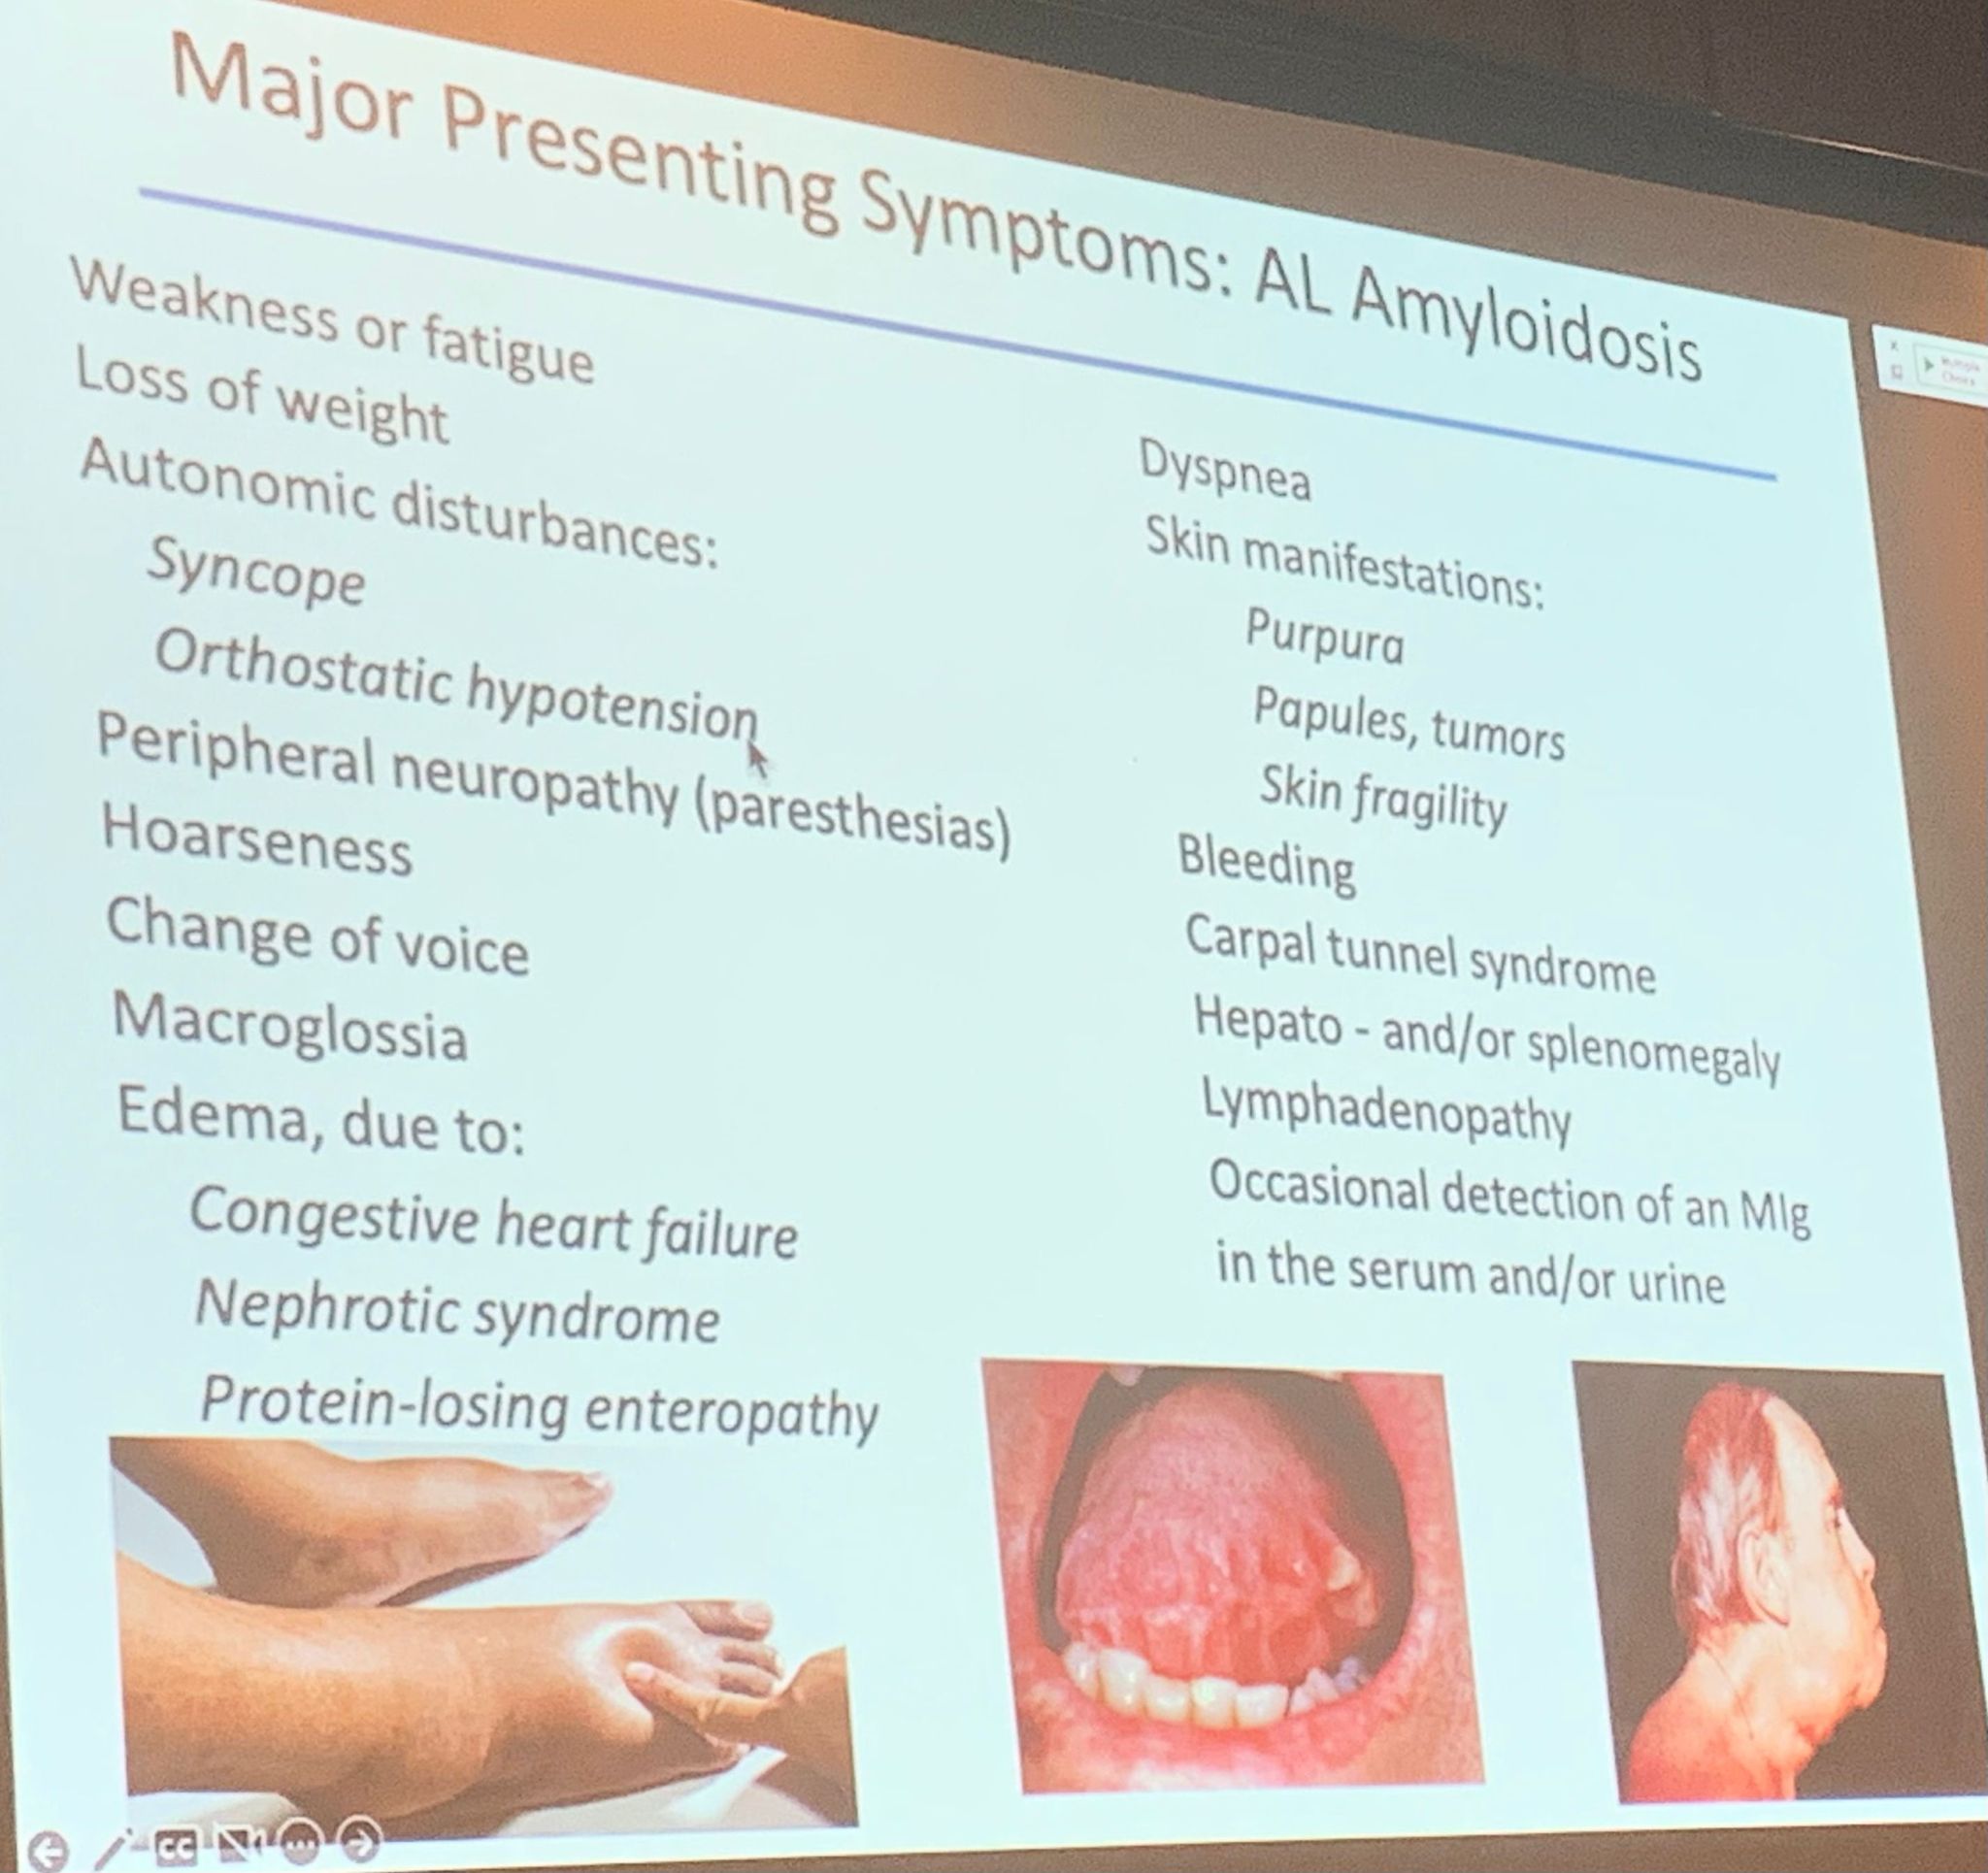 Major Presenting Symptoms: AL Amyloidosis
Weakness or fatigue
Loss of weight
Autonomic disturbances:
Syncope
Orthostatic hypotension
Peripheral neuropathy (paresthesias)
Hoarseness
Change of voice
Macroglossia
Edema, due to:
Congestive heart failure
Nephrotic syndrome
Protein-losing enteropathy
Dyspnea
Skin manifestations:
Purpura
Papules, tumors
Skin fragility
Bleeding
Carpal tunnel syndrome
Hepato - and/or splenomegaly
Lymphadenopathy
Occasional detection of an MIg
in the serum and/or urine
CC